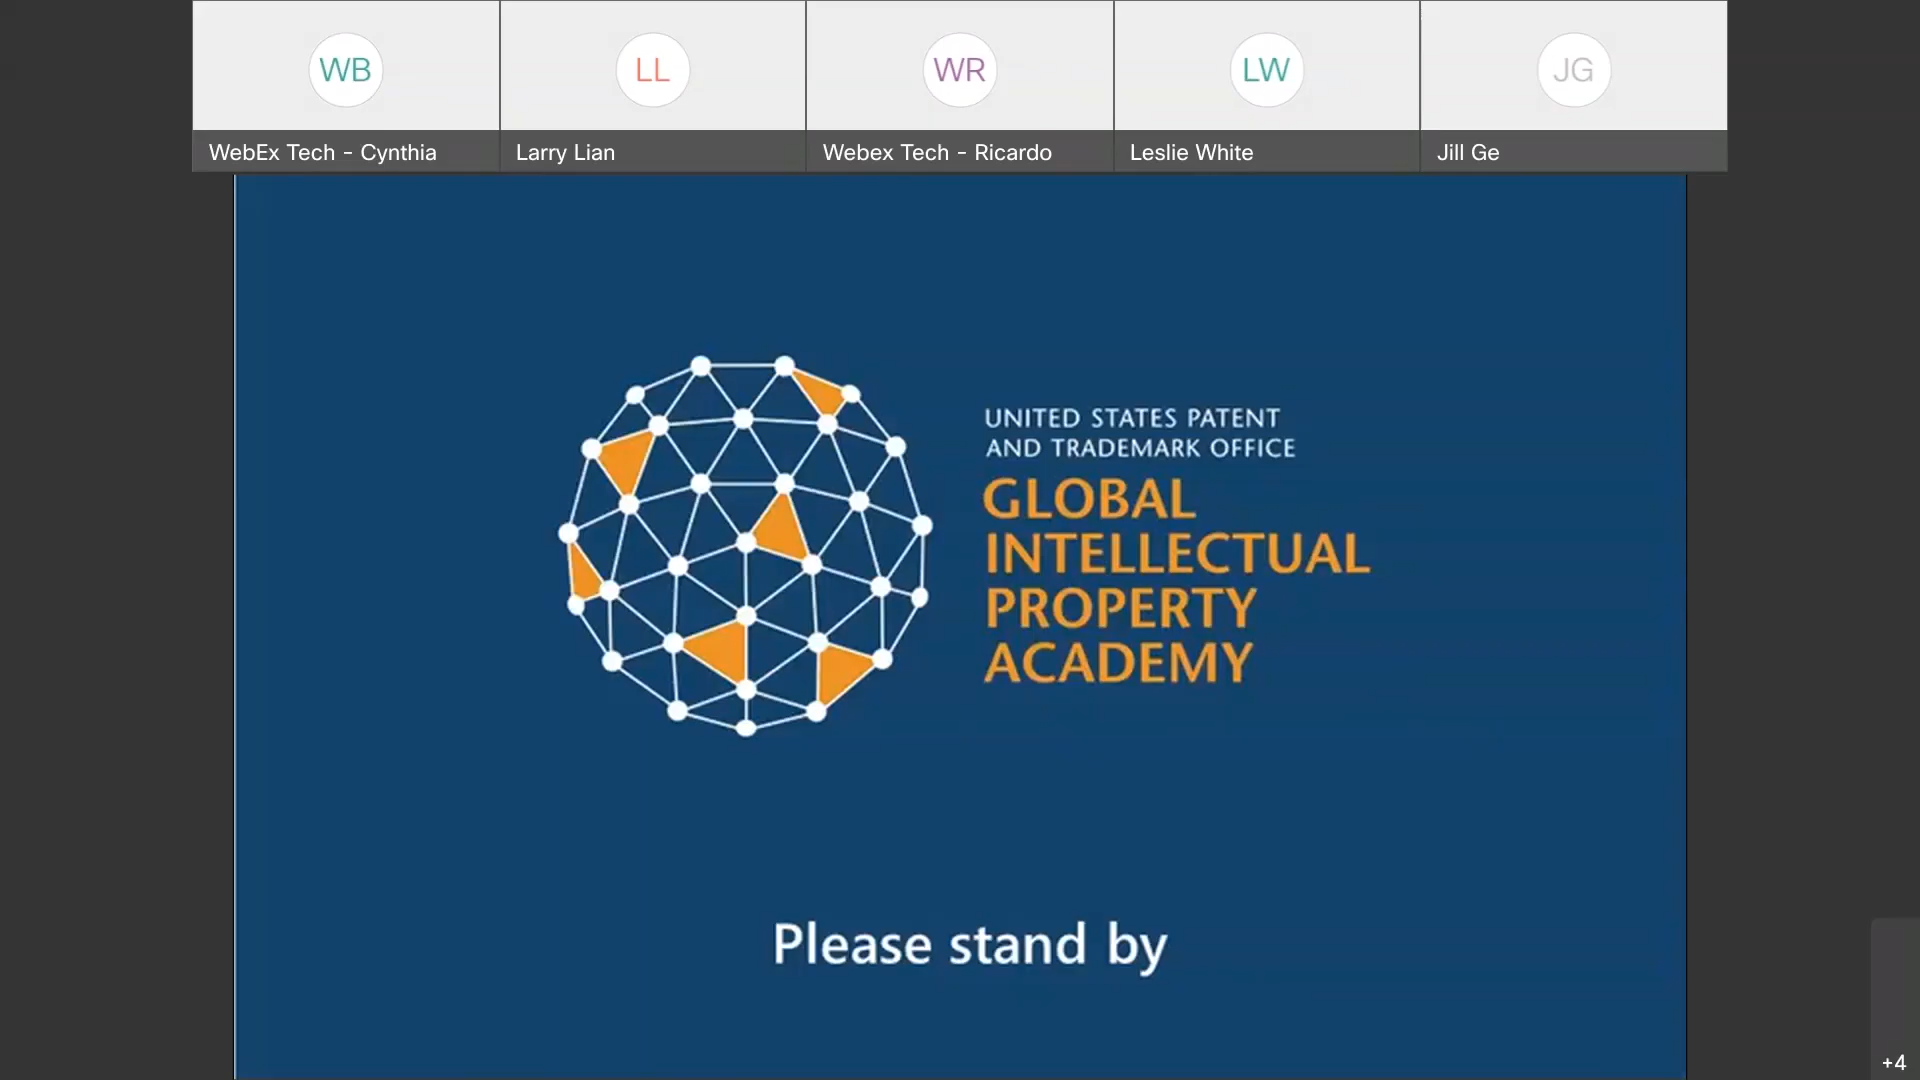 WB
LL
WR
LW
JG
WebEx Tech - Cynthia
Larry Lian
Webex Tech - Ricardo
Leslie White
Jill Ge
UNITED STATES PATENT
AND TRADEMARK OFFICE
GLOBAL
INTELLECTUAL
PROPERTY
ACADEMY
Please stand by
+4